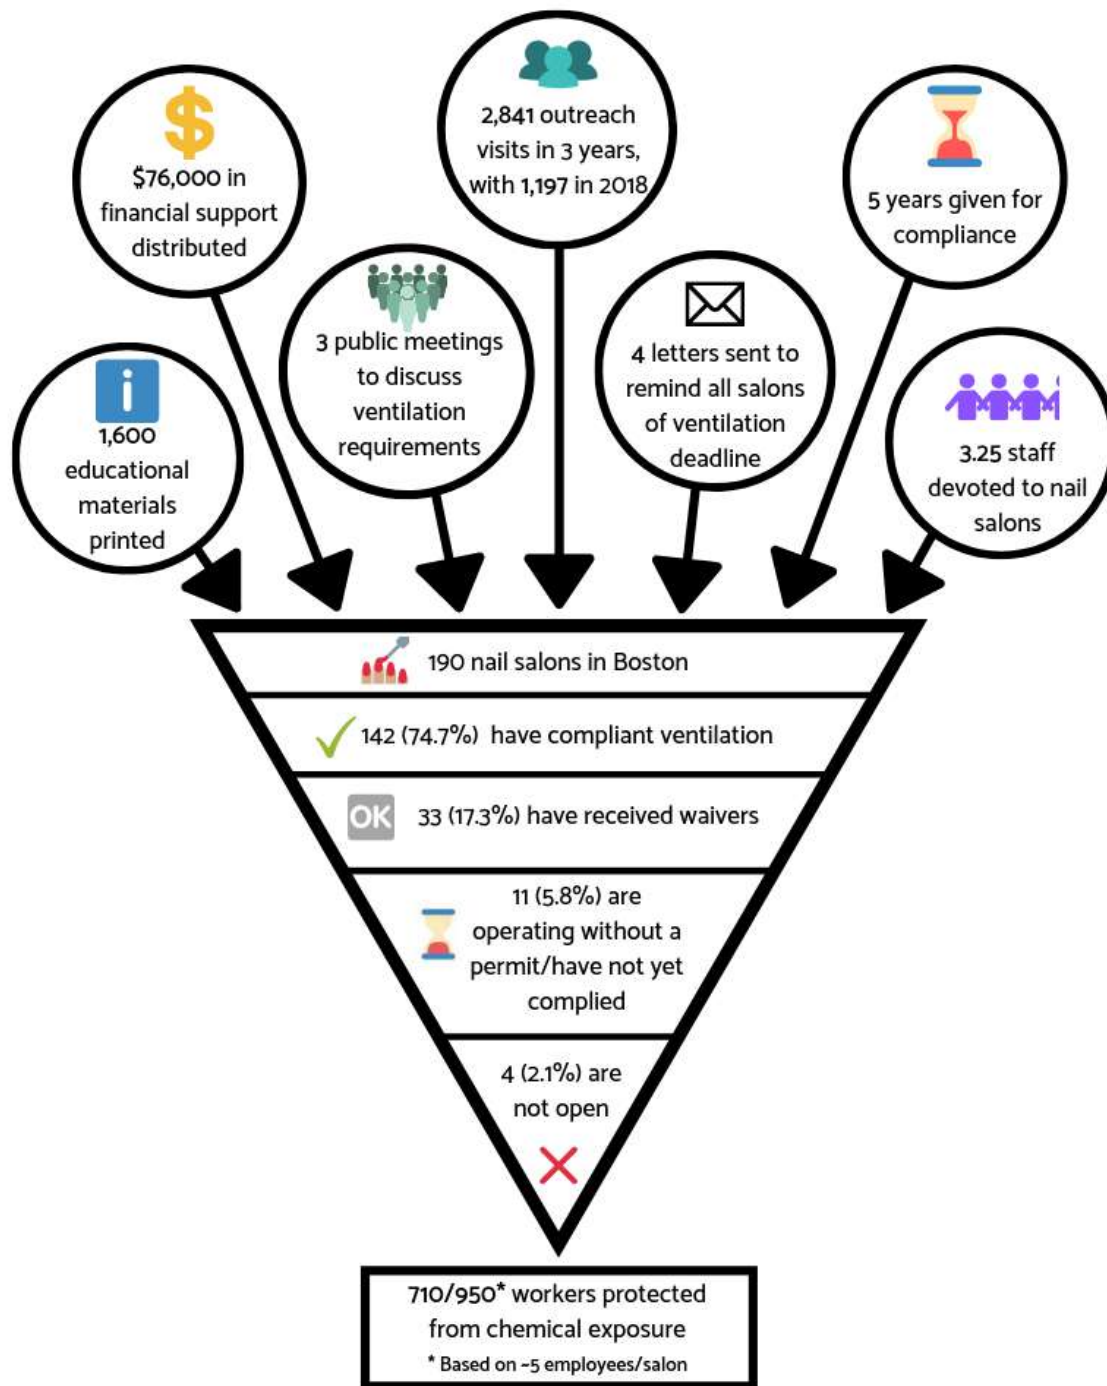 2,841 outreach
visits in 3 years,
with 1,197 in 2018
$76,000 in
financial support
distributed
5 years given for
compliance
3 public meetings
to discuss
ventilation
requirements
4 letters sent to
remind all salons
of ventilation
deadline
i
1,600
educational
materials
printed
3.25 staff
devoted to nail
salons
190 nail salons in Boston
142 (74.7%) have compliant ventilation
OK 33 (17.3%) have received waivers
11 (5.8%) are
operating without a
permit/have not yet
complied
4 (2.1%) are
not open
710/950* workers protected
from chemical exposure
* Based on ~5 employees/salon